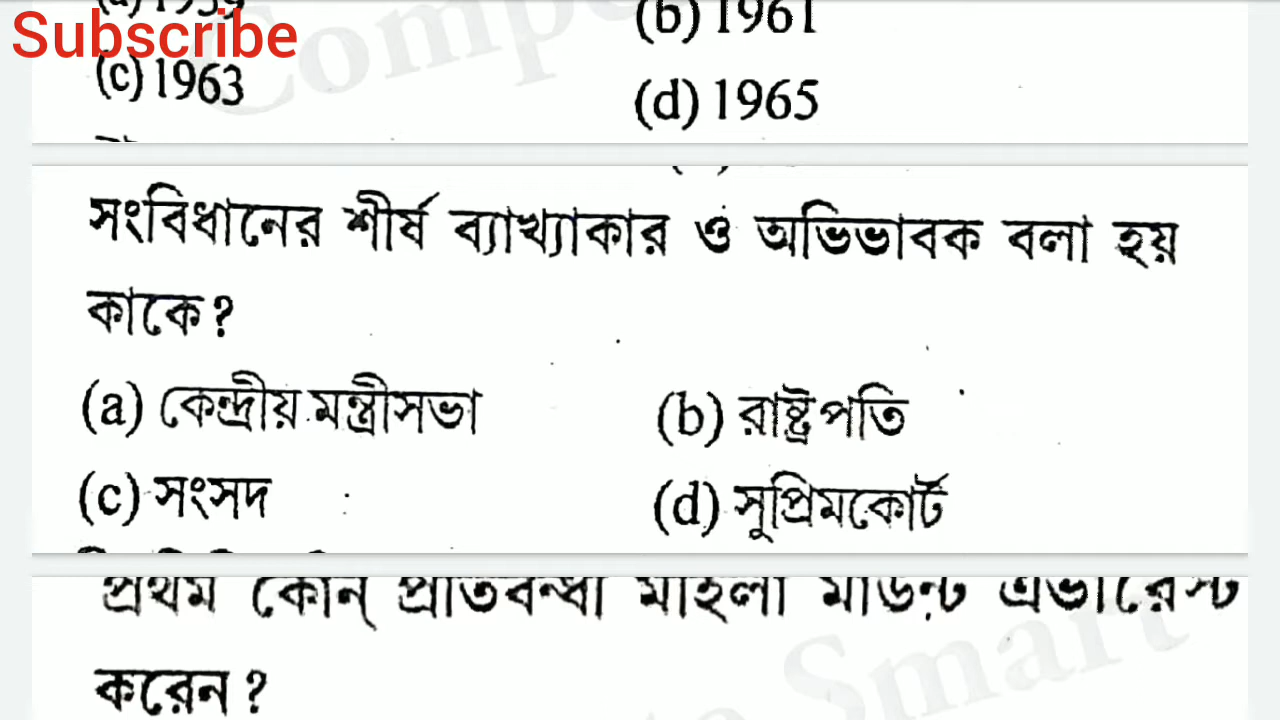 (b) 1961
Subscribe
(c) 1963
(d) 1965
সংবিধানের শীর্ষ ব্যাখ্যাকার ও অভিভাবক বলা হয়
কাকে?
(a) কেন্দ্রীয় মন্ত্রীসভা
(b) রাষ্ট্রপতি
(c) সংসদ
(d) সুপ্রিমকোর্ট
প্রথম কোন্ প্রতিবন্ধী মহিলা মাউন্ট এভারেস্ট
করেন?
Smart